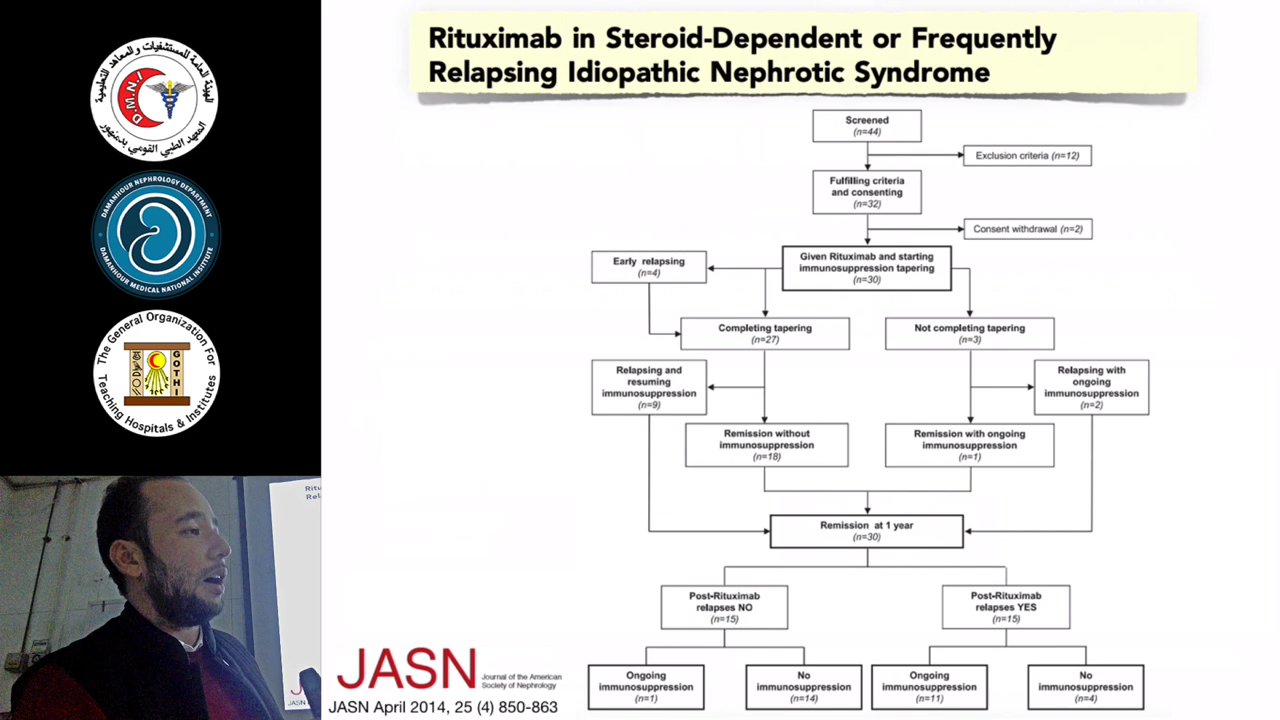 الهيئة العامة للمستشفيات والمعاهد التعليمية
D.M.N.I.
المعهد الطبي القومي بدمنهور
DAMANHOUR NEPHROLOGY DEPARTMENT
DAMANHOUR MEDICAL NATIONAL INSTITUTE
The General Organization For
GOTHI
Teaching Hospitals & Institutes
Rituximab in Steroid-Dependent or Frequently
Relapsing Idiopathic Nephrotic Syndrome
Screened
(n=44)
Exclusion criteria (n=12)
Fulfilling criteria
and consenting
(n=32)
Consent withdrawal (n=2)
Given Rituximab and starting
immunosuppression tapering
(n=30)
Early relapsing
(n=4)
Completing tapering
(n=27)
Not completing tapering
(n=3)
Relapsing and
resuming
immunosuppression
(n=9)
Relapsing with
ongoing
immunosuppression
(n=2)
Remission without
immunosuppression
(n=18)
Remission with ongoing
immunosuppression
(n=1)
Remission at 1 year
(n=30)
Post-Rituximab
relapses NO
(n=15)
Post-Rituximab
relapses YES
(n=15)
Ongoing
immunosuppression
(n=1)
No
immunosuppression
(n=14)
Ongoing
immunosuppression
(n=11)
No
immunosuppression
(n=4)
JASN
Journal of the American
Society of Nephrology
JASN April 2014, 25 (4) 850-863